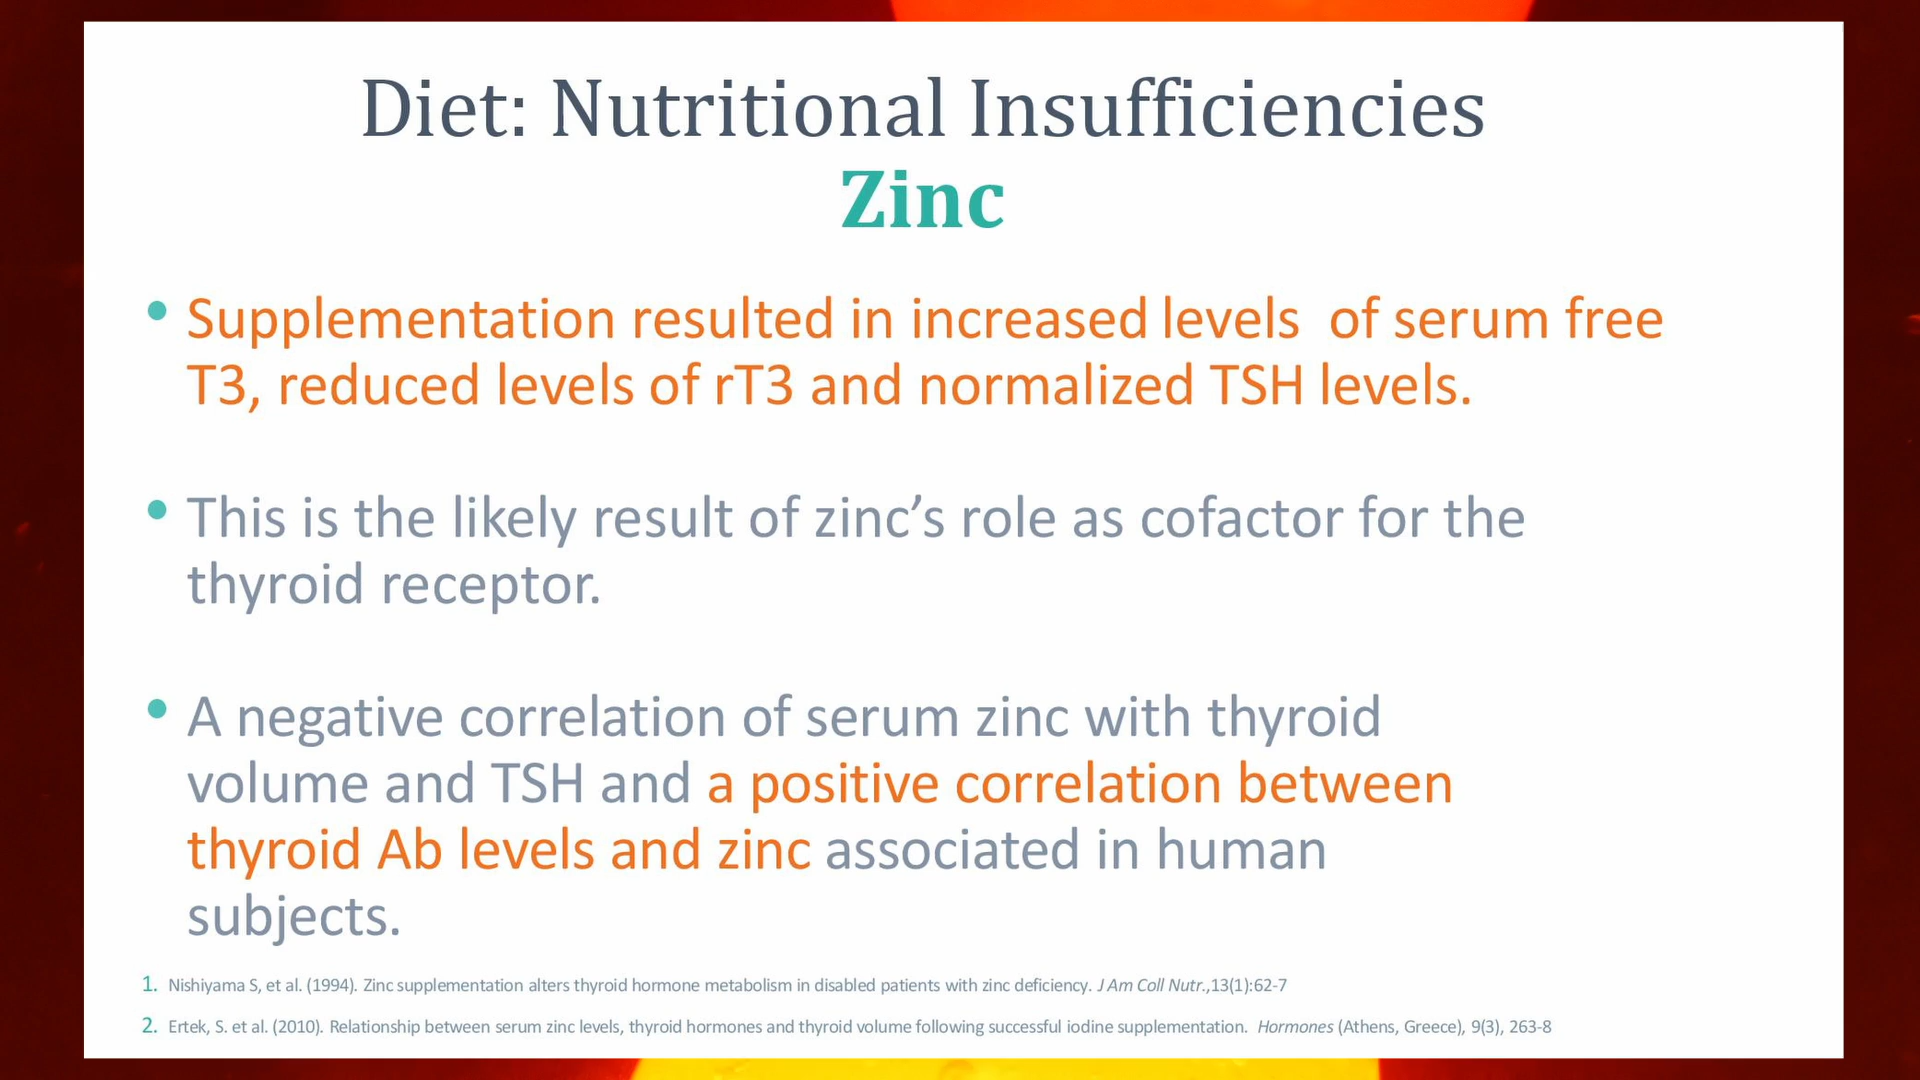 Diet: Nutritional Insufficiencies
Zinc
• Supplementation resulted in increased levels of serum free
T3, reduced levels of rT3 and normalized TSH levels.
• This is the likely result of zinc’s role as cofactor for the
thyroid receptor.
• A negative correlation of serum zinc with thyroid
volume and TSH and a positive correlation between
thyroid Ab levels and zinc associated in human
subjects.
1. Nishiyama S, et al. (1994). Zinc supplementation alters thyroid hormone metabolism in disabled patients with zinc deficiency. J Am Coll Nutr.,13(1):62-7
2. Ertek, S. et al. (2010). Relationship between serum zinc levels, thyroid hormones and thyroid volume following successful iodine supplementation. Hormones (Athens, Greece), 9(3), 263-8